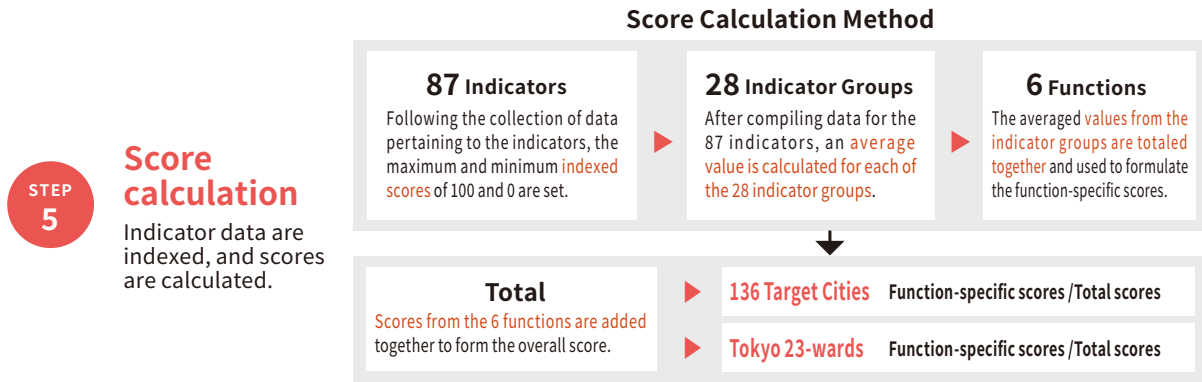 Score Calculation Method
STEP
5
Score
calculation
Indicator data are
indexed, and scores
are calculated.
87 Indicators
Following the collection of data
pertaining to the indicators, the
maximum and minimum indexed
scores of 100 and 0 are set.
28 Indicator Groups
After compiling data for the
87 indicators, an average
value is calculated for each of
the 28 indicator groups.
6 Functions
The averaged values from the
indicator groups are totaled
together and used to formulate
the function-specific scores.
Total
Scores from the 6 functions are added
together to form the overall score.
136 Target Cities Function-specific scores /Total scores
Tokyo 23-wards Function-specific scores /Total scores